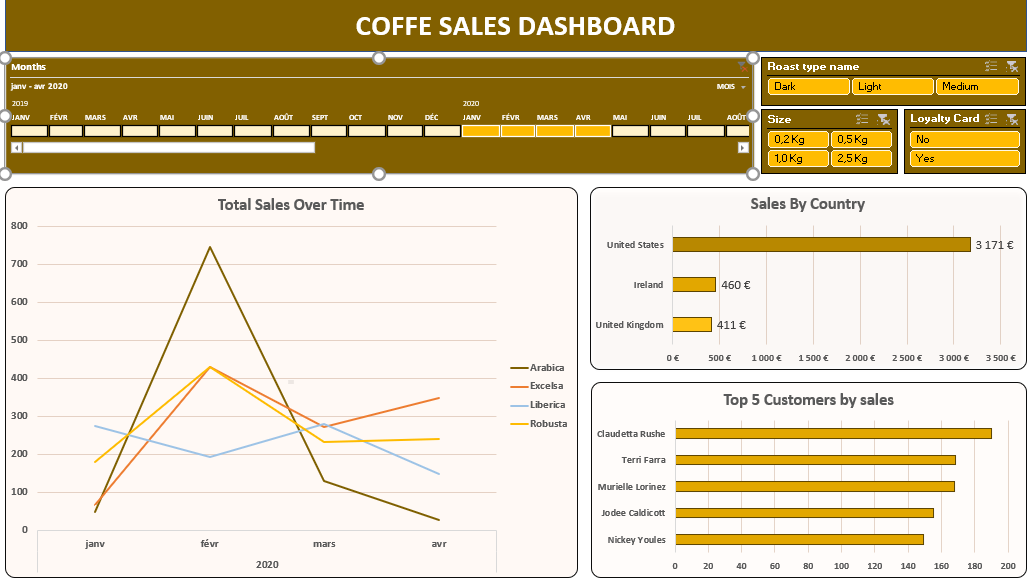 COFFE SALES DASHBOARD
Months
janv - avr 2020 MOIS
2019 2020
JANV FÉVR MARS AVR MAI JUIN JUIL AOÛT SEPT OCT NOV DÉC JANV FÉVR MARS AVR MAI JUIN JUIL AOÛT
Roast type name
Dark Light Medium
Size
0,2 Kg 0,5 Kg
1,0 Kg 2,5 Kg
Loyalty Card
No
Yes
Total Sales Over Time
800
700
600
500
400
300
200
100
0
janv févr mars avr
2020
Arabica
Excelsa
Liberica
Robusta
Sales By Country
United States 3 171 €
Ireland 460 €
United Kingdom 411 €
0 € 500 € 1 000 € 1 500 € 2 000 € 2 500 € 3 000 € 3 500 €
Top 5 Customers by sales
Claudetta Rushe
Terri Farra
Murielle Lorinez
Jodee Caldicott
Nickey Youles
0 20 40 60 80 100 120 140 160 180 200